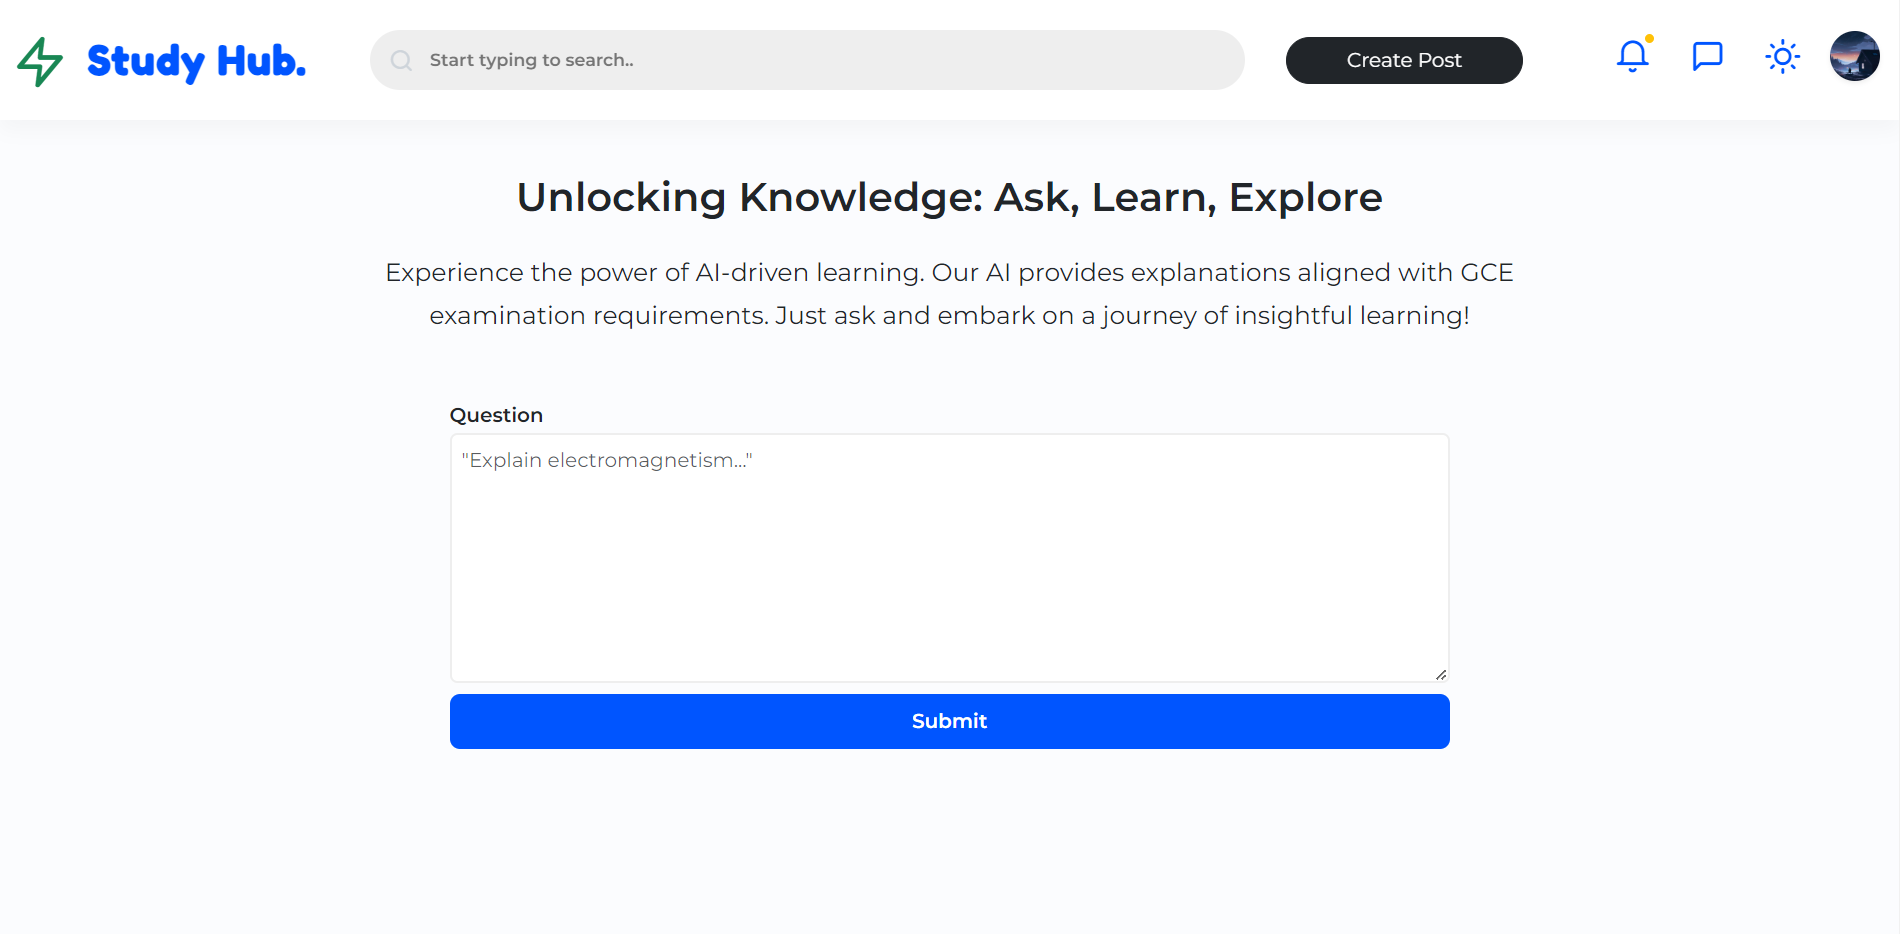 Study Hub.
Start typing to search..
Create Post
Unlocking Knowledge: Ask, Learn, Explore
Experience the power of AI-driven learning. Our AI provides explanations aligned with GCE
examination requirements. Just ask and embark on a journey of insightful learning!
Question
"Explain electromagnetism..."
Submit